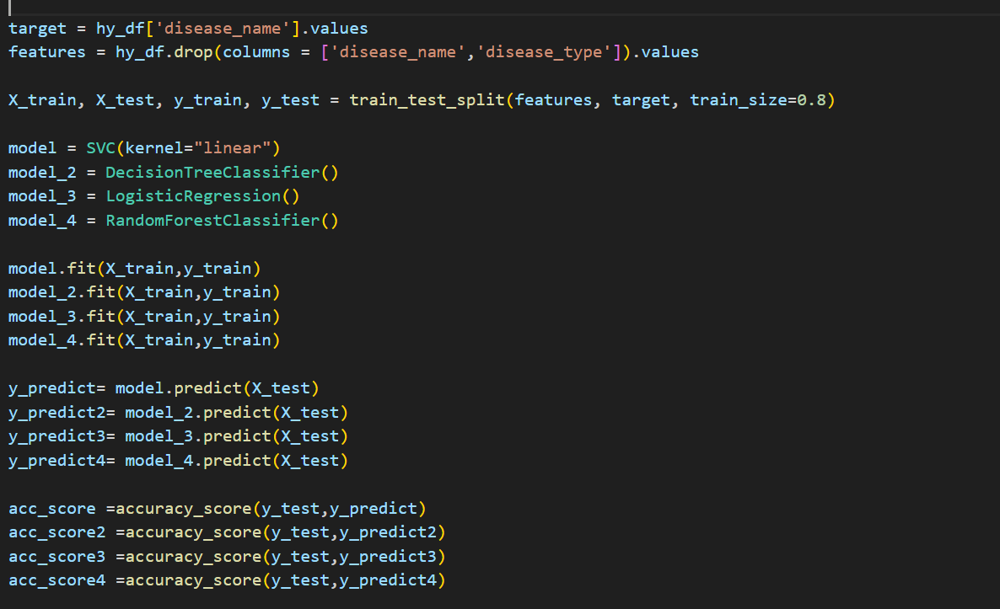 target = hy_df['disease_name'].values
features = hy_df.drop(columns = ['disease_name','disease_type']).values
X_train, X_test, y_train, y_test = train_test_split(features, target, train_size=0.8)
model = SVC(kernel="linear")
model_2 = DecisionTreeClassifier()
model_3 = LogisticRegression()
model_4 = RandomForestClassifier()
model.fit(X_train,y_train)
model_2.fit(X_train,y_train)
model_3.fit(X_train,y_train)
model_4.fit(X_train,y_train)
y_predict= model.predict(X_test)
y_predict2= model_2.predict(X_test)
y_predict3= model_3.predict(X_test)
y_predict4= model_4.predict(X_test)
acc_score =accuracy_score(y_test,y_predict)
acc_score2 =accuracy_score(y_test,y_predict2)
acc_score3 =accuracy_score(y_test,y_predict3)
acc_score4 =accuracy_score(y_test,y_predict4)